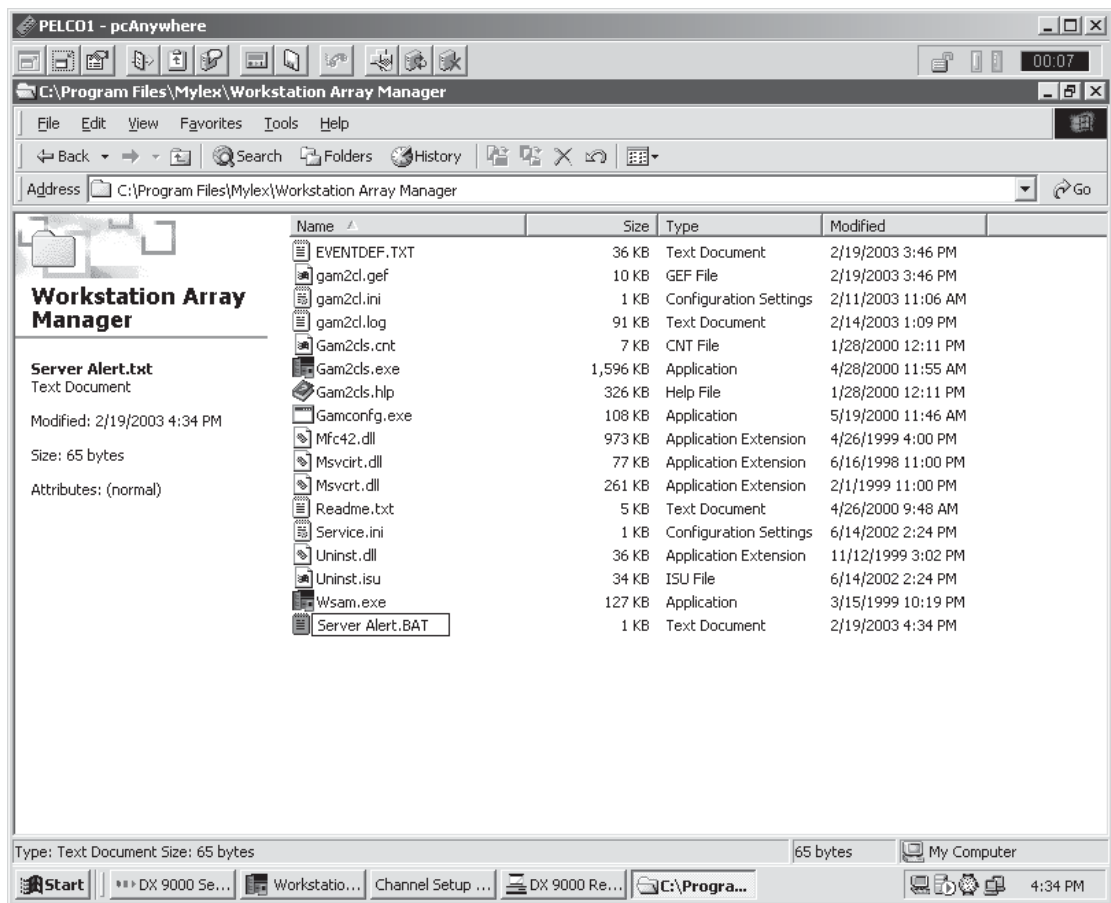 PELCO1 - pcAnywhere
00:07
C:\Program Files\Mylex\Workstation Array Manager
File Edit View Favorites Tools Help
Back Search Folders History
Address C:\Program Files\Mylex\Workstation Array Manager Go
Workstation Array
Manager
Server Alert.txt
Text Document
Modified: 2/19/2003 4:34 PM
Size: 65 bytes
Attributes: (normal)
Name Size Type Modified
EVENTDEF.TXT 36 KB Text Document 2/19/2003 3:46 PM
gam2cl.gef 10 KB GEF File 2/19/2003 3:46 PM
gam2cl.ini 1 KB Configuration Settings 2/11/2003 11:06 AM
gam2cl.log 91 KB Text Document 2/14/2003 1:09 PM
Gam2cls.cnt 7 KB CNT File 1/28/2000 12:11 PM
Gam2cls.exe 1,596 KB Application 4/28/2000 11:55 AM
Gam2cls.hlp 326 KB Help File 1/28/2000 12:11 PM
Gamconfg.exe 108 KB Application 5/19/2000 11:46 AM
Mfc42.dll 973 KB Application Extension 4/26/1999 4:00 PM
Msvcirt.dll 77 KB Application Extension 6/16/1998 11:00 PM
Msvcrt.dll 261 KB Application Extension 2/1/1999 11:00 PM
Readme.txt 5 KB Text Document 4/26/2000 9:48 AM
Service.ini 1 KB Configuration Settings 6/14/2002 2:24 PM
Uninst.dll 36 KB Application Extension 11/12/1999 3:02 PM
Uninst.isu 34 KB ISU File 6/14/2002 2:24 PM
Wsam.exe 127 KB Application 3/15/1999 10:19 PM
Server Alert.BAT 1 KB Text Document 2/19/2003 4:34 PM
Type: Text Document Size: 65 bytes 65 bytes My Computer
Start DX 9000 Se... Workstatio... Channel Setup ... DX 9000 Re... C:\Progra... 4:34 PM